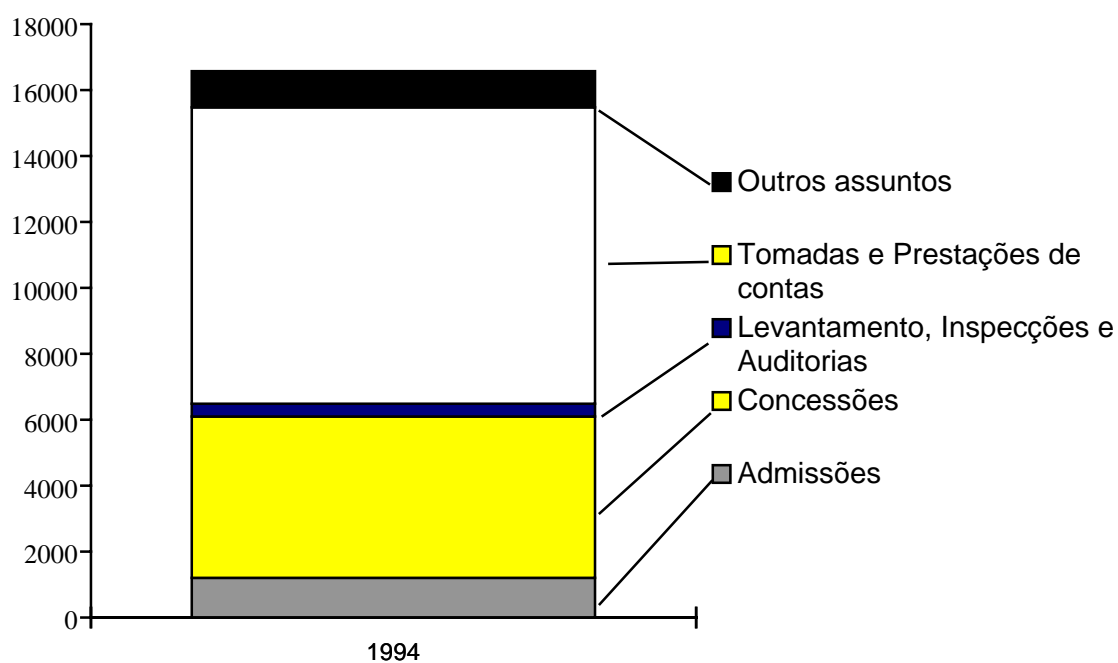 18000
16000
14000
12000
10000
8000
6000
4000
2000
0
1994
Outros assuntos
Tomadas e Prestações de
contas
Levantamento, Inspecções e
Auditorias
Concessões
Admissões